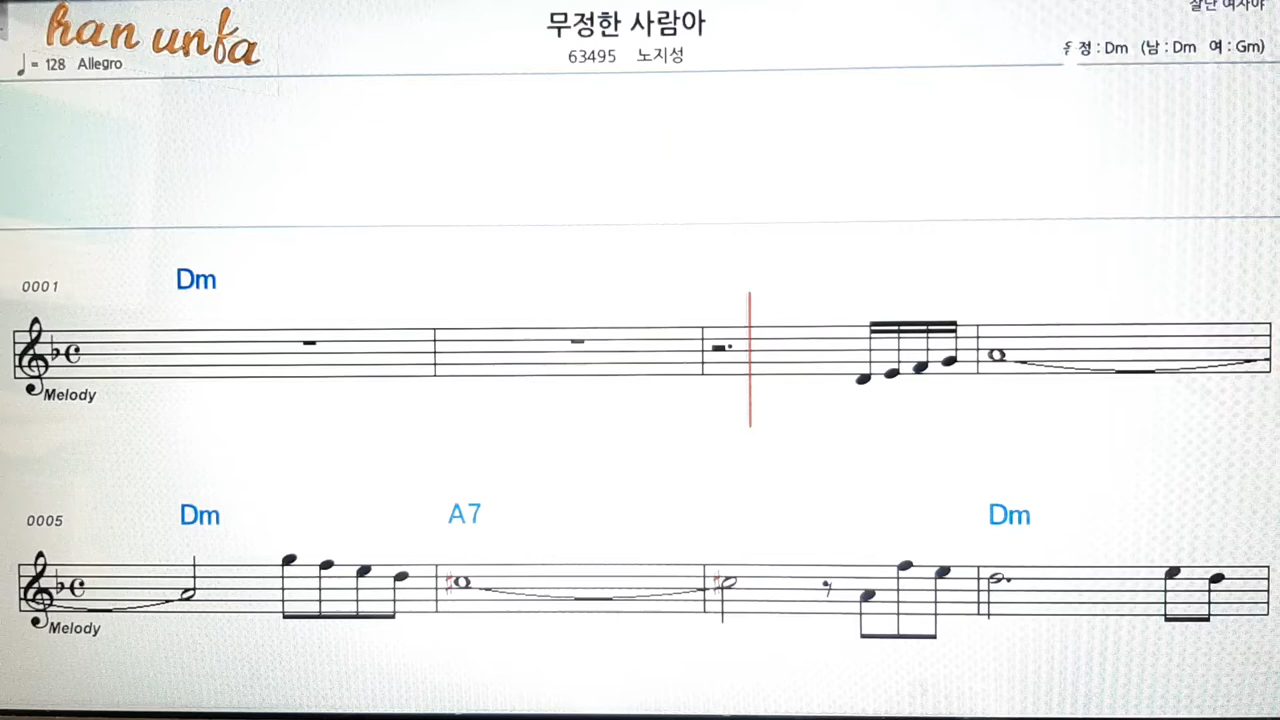 han unfa
♩ = 128 Allegro
무정한 사람아
63495 노지성
정 : Dm (남 : Dm 여 : Gm)
0001
Dm
Melody
0005
Dm
A7
Dm
Melody